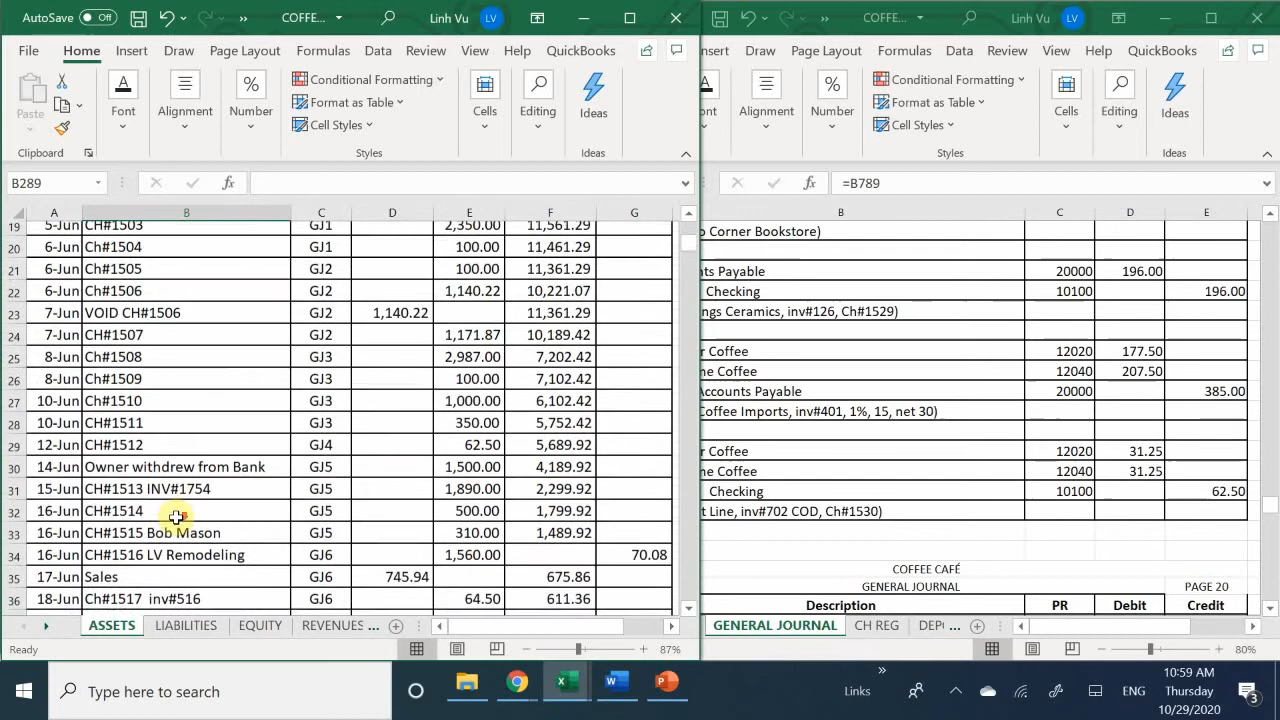 AutoSave Off COFFE... Linh Vu LV
File Home Insert Draw Page Layout Formulas Data Review View Help QuickBooks
Paste
Clipboard
Font
Alignment
Number
Conditional Formatting
Format as Table
Cell Styles
Styles
Cells
Editing
Ideas
Ideas
B289 fx
A B C D E F G
19 5-Jun CH#1503 GJ1 2,350.00 11,561.29
20 6-Jun Ch#1504 GJ1 100.00 11,461.29
21 6-Jun Ch#1505 GJ2 100.00 11,361.29
22 6-Jun Ch#1506 GJ2 1,140.22 10,221.07
23 7-Jun VOID CH#1506 GJ2 1,140.22 11,361.29
24 7-Jun CH#1507 GJ2 1,171.87 10,189.42
25 8-Jun Ch#1508 GJ3 2,987.00 7,202.42
26 8-Jun Ch#1509 GJ3 100.00 7,102.42
27 10-Jun Ch#1510 GJ3 1,000.00 6,102.42
28 10-Jun CH#1511 GJ3 350.00 5,752.42
29 12-Jun CH#1512 GJ4 62.50 5,689.92
30 14-Jun Owner withdrew from Bank GJ5 1,500.00 4,189.92
31 15-Jun CH#1513 INV#1754 GJ5 1,890.00 2,299.92
32 16-Jun CH#1514 GJ5 500.00 1,799.92
33 16-Jun CH#1515 Bob Mason GJ5 310.00 1,489.92
34 16-Jun CH#1516 LV Remodeling GJ6 1,560.00 70.08
35 17-Jun Sales GJ6 745.94 675.86
36 18-Jun Ch#1517 inv#516 GJ6 64.50 611.36
ASSETS LIABILITIES EQUITY REVENUES ...
Ready 87%
COFFE... Linh Vu LV
nsert Draw Page Layout Formulas Data Review View Help QuickBooks
ont
Alignment
Number
Conditional Formatting
Format as Table
Cell Styles
Styles
Cells
Editing
Ideas
Ideas
fx =B789
B C D E
o Corner Bookstore)
nts Payable 20000 196.00
Checking 10100 196.00
ngs Ceramics, inv#126, Ch#1529)
r Coffee 12020 177.50
ne Coffee 12040 207.50
Accounts Payable 20000 385.00
Coffee Imports, inv#401, 1%, 15, net 30)
r Coffee 12020 31.25
ne Coffee 12040 31.25
Checking 10100 62.50
t Line, inv#702 COD, Ch#1530)
COFFEE CAFÉ
GENERAL JOURNAL PAGE 20
Description PR Debit Credit
GENERAL JOURNAL CH REG DEPO ...
80%
Type here to search
Links
ENG
10:59 AM
Thursday
10/29/2020
3